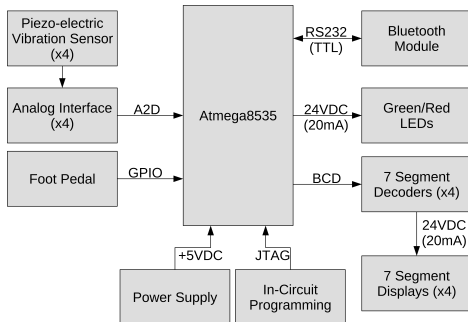 Piezo-electric
Vibration Sensor
(x4)
Analog Interface
(x4)
A2D
Foot Pedal
GPIO
Atmega8535
RS232
(TTL)
Bluetooth
Module
24VDC
(20mA)
Green/Red
LEDs
BCD
7 Segment
Decoders (x4)
24VDC
(20mA)
7 Segment
Displays (x4)
+5VDC
JTAG
Power Supply
In-Circuit
Programming